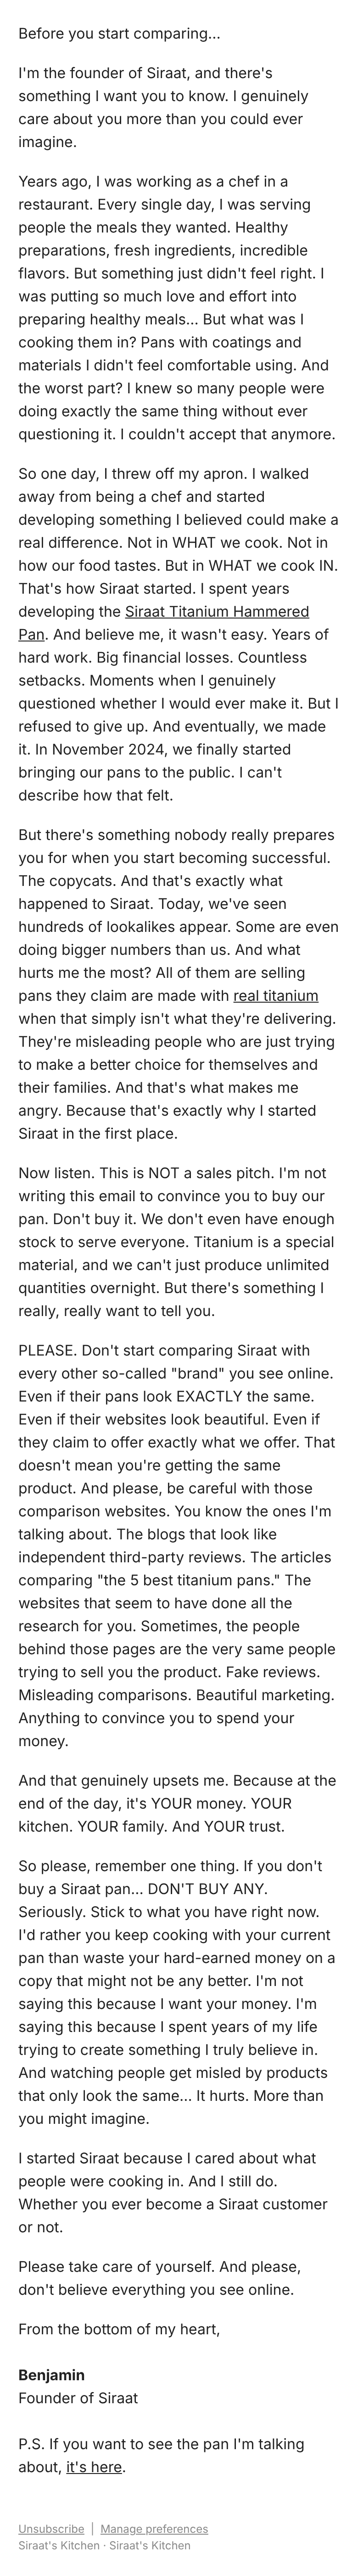 Before you start comparing...
I'm the founder of Siraat, and there's
something I want you to know. I genuinely
care about you more than you could ever
imagine.
Years ago, I was working as a chef in a
restaurant. Every single day, I was serving
people the meals they wanted. Healthy
preparations, fresh ingredients, incredible
flavors. But something just didn't feel right. I
was putting so much love and effort into
preparing healthy meals... But what was I
cooking them in? Pans with coatings and
materials I didn't feel comfortable using. And
the worst part? I knew so many people were
doing exactly the same thing without ever
questioning it. I couldn't accept that anymore.
So one day, I threw off my apron. I walked
away from being a chef and started
developing something I believed could make a
real difference. Not in WHAT we cook. Not in
how our food tastes. But in WHAT we cook IN.
That's how Siraat started. I spent years
developing the Siraat Titanium Hammered
Pan. And believe me, it wasn't easy. Years of
hard work. Big financial losses. Countless
setbacks. Moments when I genuinely
questioned whether I would ever make it. But I
refused to give up. And eventually, we made
it. In November 2024, we finally started
bringing our pans to the public. I can't
describe how that felt.
But there's something nobody really prepares
you for when you start becoming successful.
The copycats. And that's exactly what
happened to Siraat. Today, we've seen
hundreds of lookalikes appear. Some are even
doing bigger numbers than us. And what
hurts me the most? All of them are selling
pans they claim are made with real titanium
when that simply isn't what they're delivering.
They're misleading people who are just trying
to make a better choice for themselves and
their families. And that's what makes me
angry. Because that's exactly why I started
Siraat in the first place.
Now listen. This is NOT a sales pitch. I'm not
writing this email to convince you to buy our
pan. Don't buy it. We don't even have enough
stock to serve everyone. Titanium is a special
material, and we can't just produce unlimited
quantities overnight. But there's something I
really, really want to tell you.
PLEASE. Don't start comparing Siraat with
every other so-called "brand" you see online.
Even if their pans look EXACTLY the same.
Even if their websites look beautiful. Even if
they claim to offer exactly what we offer. That
doesn't mean you're getting the same
product. And please, be careful with those
comparison websites. You know the ones I'm
talking about. The blogs that look like
independent third-party reviews. The articles
comparing "the 5 best titanium pans." The
websites that seem to have done all the
research for you. Sometimes, the people
behind those pages are the very same people
trying to sell you the product. Fake reviews.
Misleading comparisons. Beautiful marketing.
Anything to convince you to spend your
money.
And that genuinely upsets me. Because at the
end of the day, it's YOUR money. YOUR
kitchen. YOUR family. And YOUR trust.
So please, remember one thing. If you don't
buy a Siraat pan... DON'T BUY ANY.
Seriously. Stick to what you have right now.
I'd rather you keep cooking with your current
pan than waste your hard-earned money on a
copy that might not be any better. I'm not
saying this because I want your money. I'm
saying this because I spent years of my life
trying to create something I truly believe in.
And watching people get misled by products
that only look the same... It hurts. More than
you might imagine.
I started Siraat because I cared about what
people were cooking in. And I still do.
Whether you ever become a Siraat customer
or not.
Please take care of yourself. And please,
don't believe everything you see online.
From the bottom of my heart,
Benjamin
Founder of Siraat
P.S. If you want to see the pan I'm talking
about, it's here.
Unsubscribe | Manage preferences
Siraat's Kitchen · Siraat's Kitchen